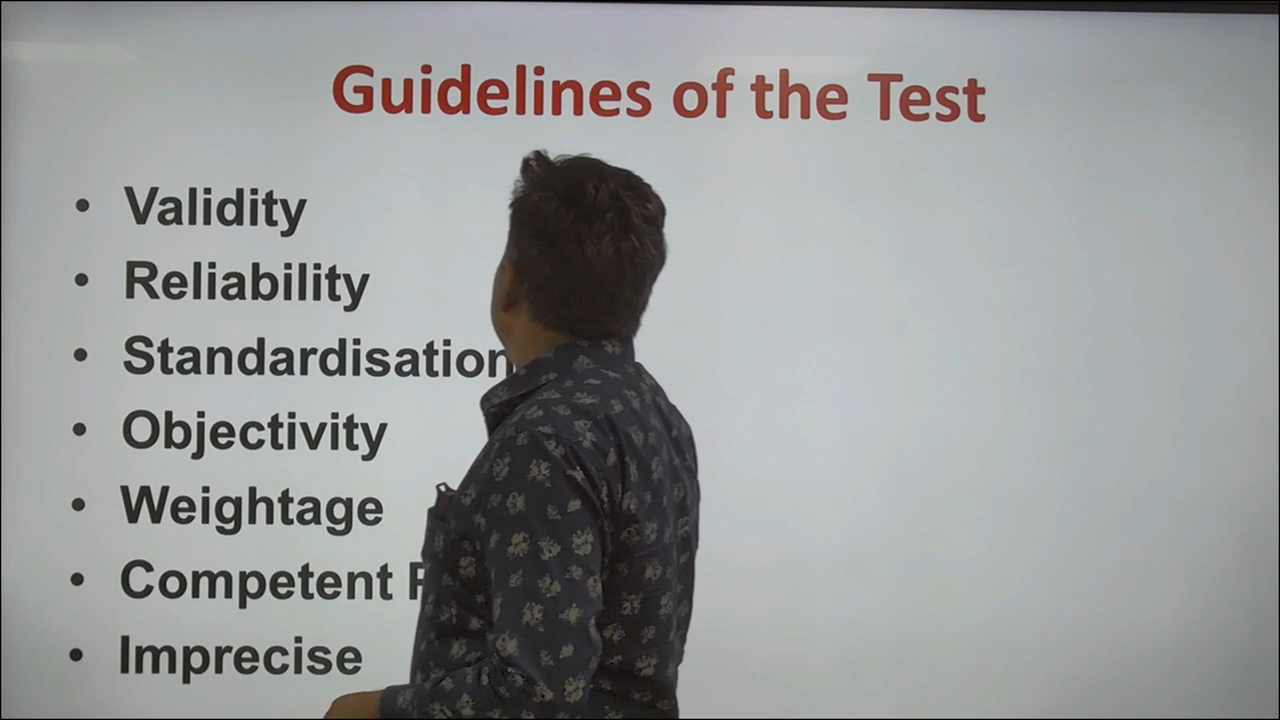 Guidelines of the Test
• Validity
• Reliability
• Standardisation
• Objectivity
• Weightage
• Competent
• Imprecise